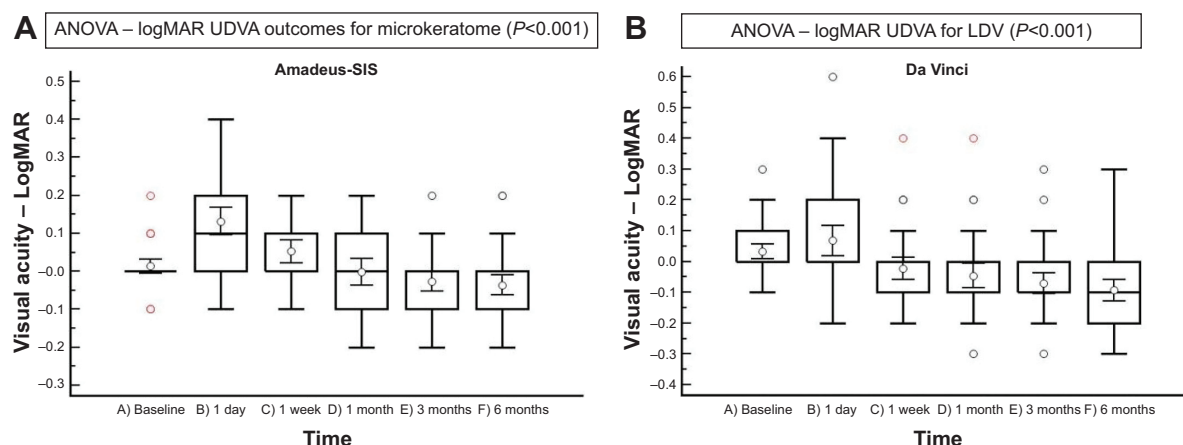 A
ANOVA – logMAR UDVA outcomes for microkeratome (P<0.001)
Amadeus-SIS
Visual acuity – LogMAR
0.5
0.4
0.3
0.2
0.1
–0.0
–0.1
–0.2
–0.3
A) Baseline B) 1 day C) 1 week D) 1 month E) 3 months F) 6 months
Time
B
ANOVA – logMAR UDVA for LDV (P<0.001)
Da Vinci
Visual acuity – LogMAR
0.6
0.5
0.4
0.3
0.2
0.1
0.0
–0.1
–0.2
–0.3
–0.4
A) Baseline B) 1 day C) 1 week D) 1 month E) 3 months F) 6 months
Time